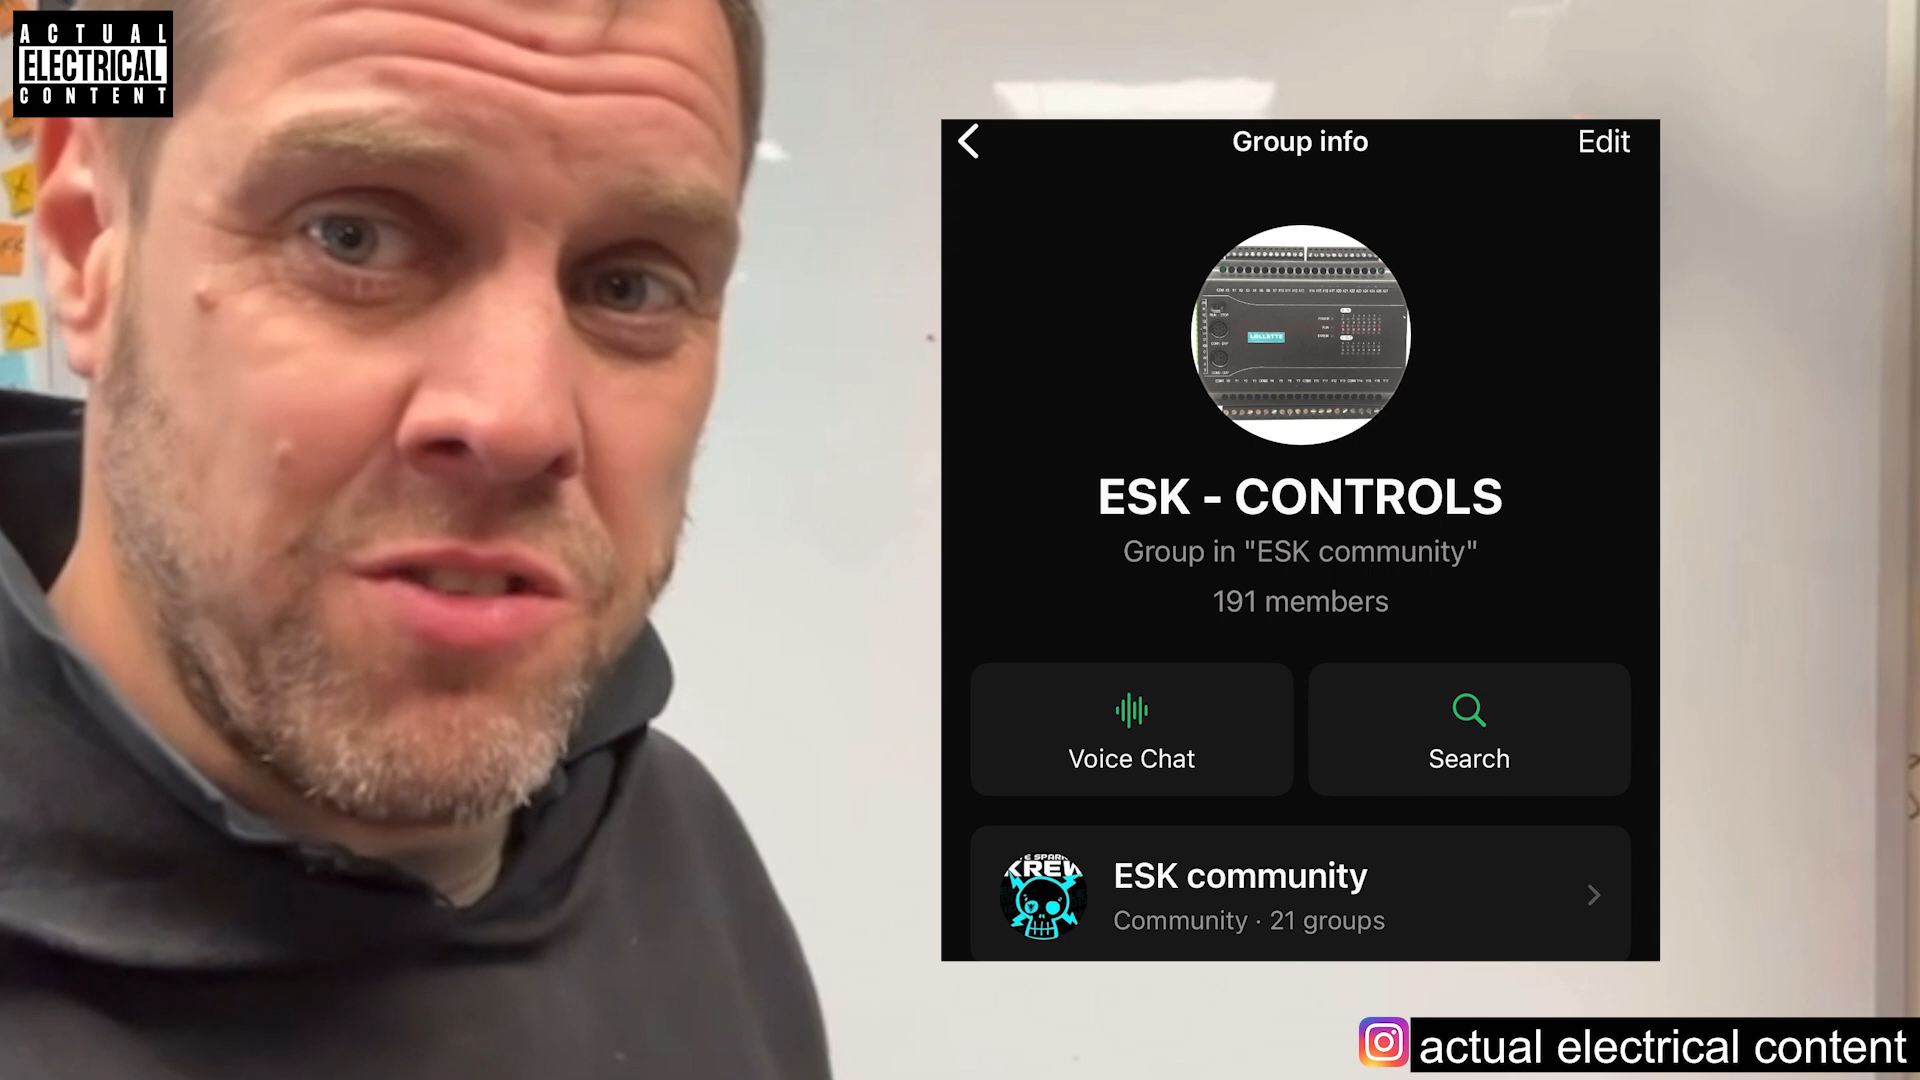 ACTUAL
ELECTRICAL
CONTENT
Group info
Edit
LOLLETTE
ESK - CONTROLS
Group in "ESK community"
191 members
Voice Chat
Search
KREW
ESK community
Community · 21 groups
actual electrical content